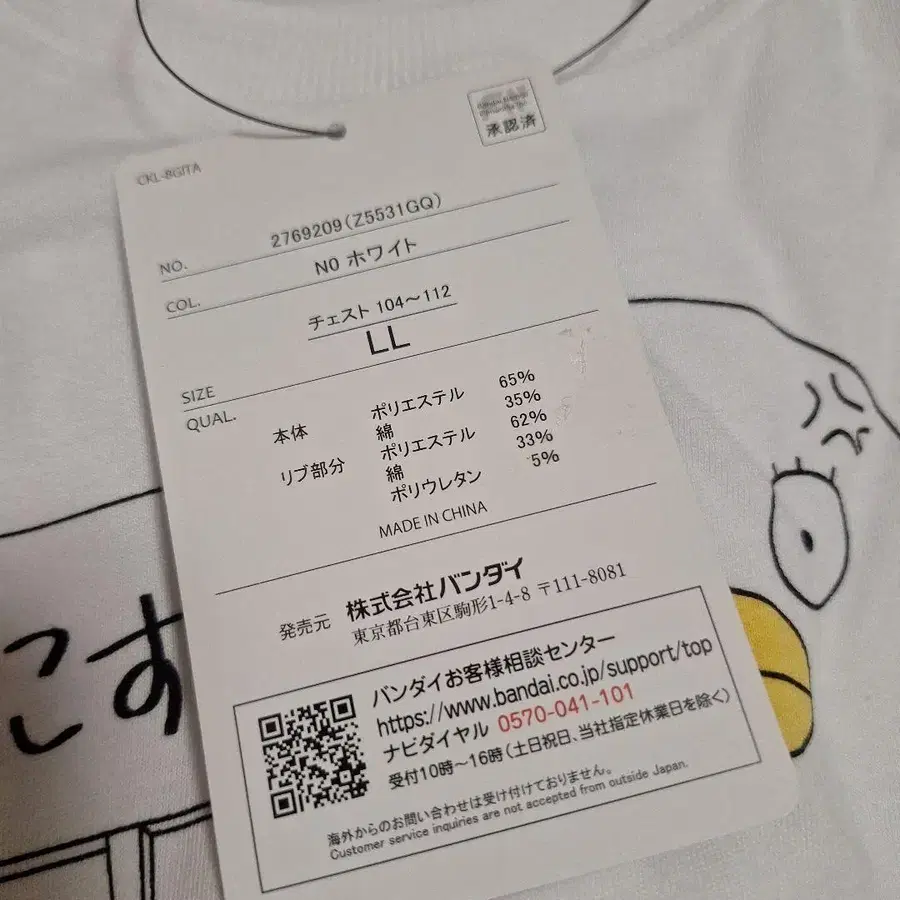 承認済
CKL-BGITA
NO. 2769209(Z5531GQ)
COL. N0 ホワイト
チェスト 104〜112
SIZE LL
QUAL. 本体 ポリエステル 65%
綿 35%
リブ部分 ポリエステル 62%
綿 33%
ポリウレタン 5%
MADE IN CHINA
発売元 株式会社バンダイ
東京都台東区駒形1-4-8 〒111-8081
バンダイお客様相談センター
https://www.bandai.co.jp/support/top
ナビダイヤル 0570-041-101
受付10時〜16時(土日祝日、当社指定休業日を除く)
海外からのお問い合わせは受け付けておりません。
Customer service inquiries are not accepted from outside Japan.
こす